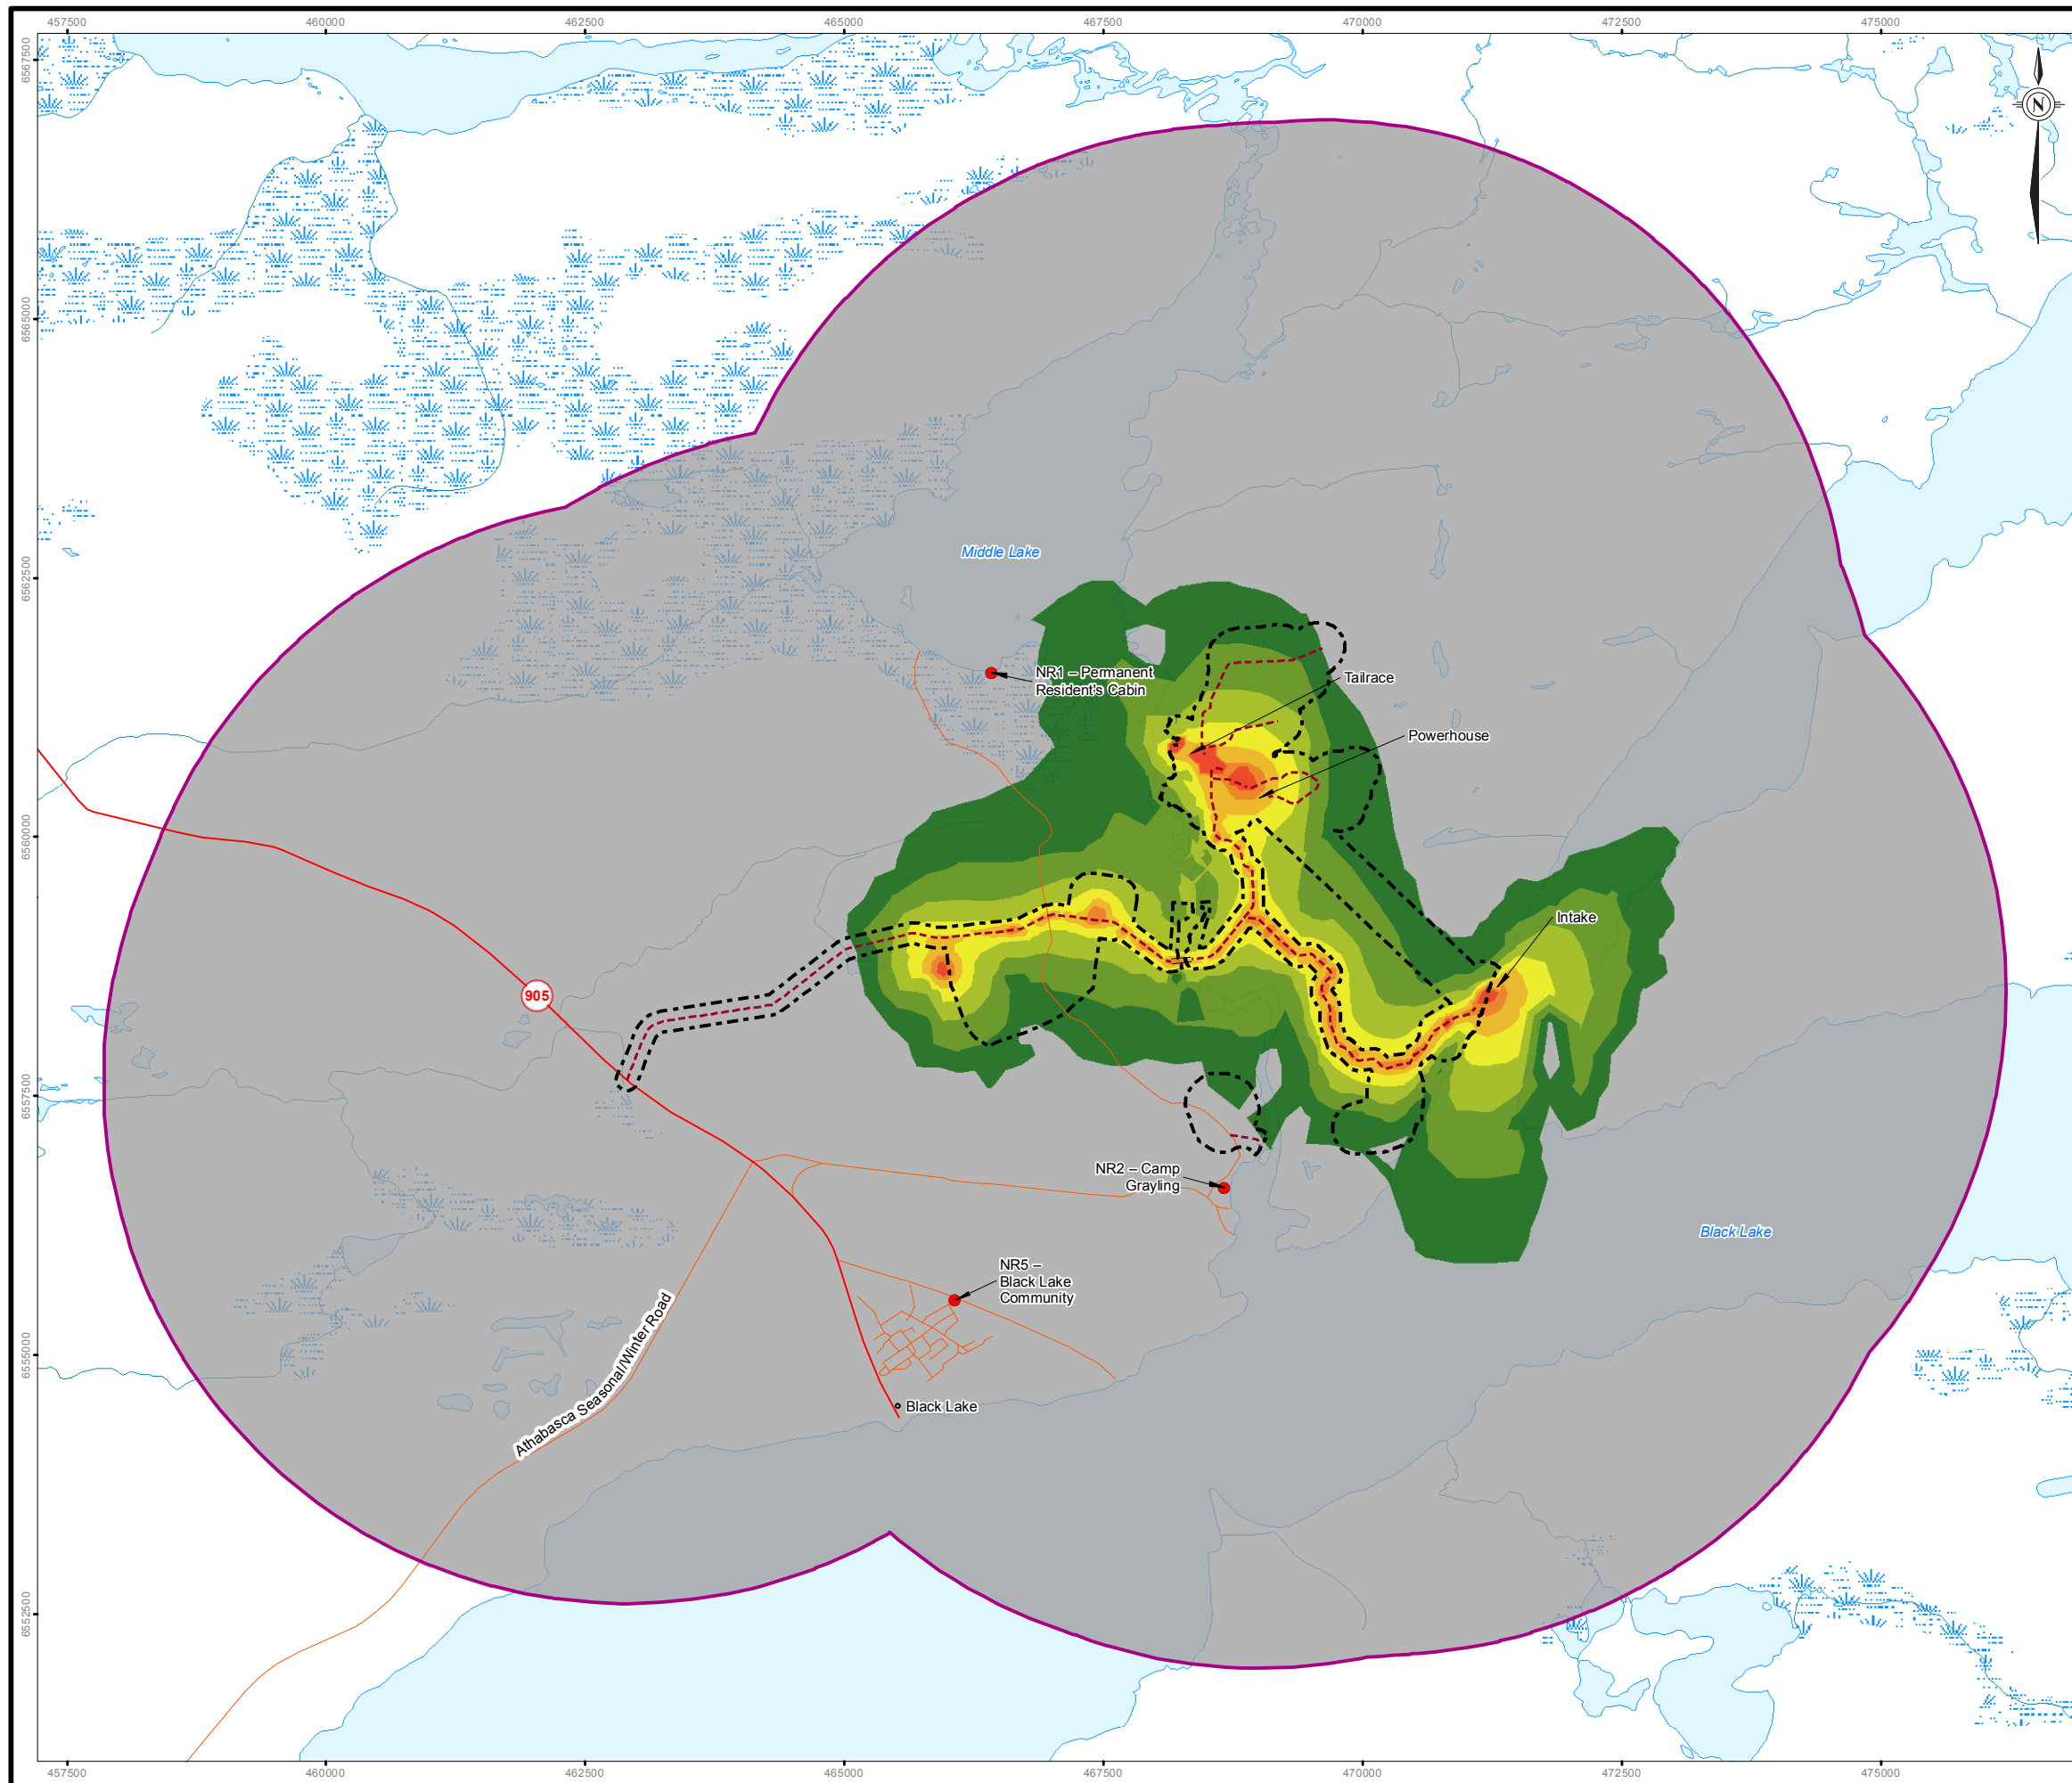 457500 460000 462500 465000 467500 470000 472500 475000
6567500
N
6565000
Middle Lake
6562500
NR1 – Permanent
Resident's Cabin
Tailrace
Powerhouse
6560000
Intake
905
6557500
NR2 – Camp
Grayling
Black Lake
NR5 –
Black Lake
Community
6555000
Athabasca Seasonal/Winter Road
Black Lake
6552500
457500 460000 462500 465000 467500 470000 472500 475000